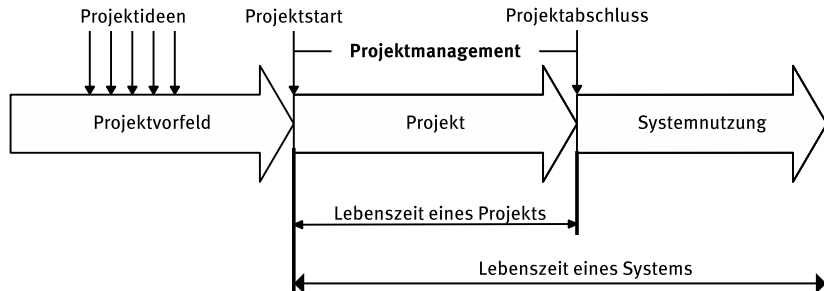 Projektideen
Projektstart
Projektabschluss
Projektmanagement
Projektvorfeld
Projekt
Systemnutzung
Lebenszeit eines Projekts
Lebenszeit eines Systems